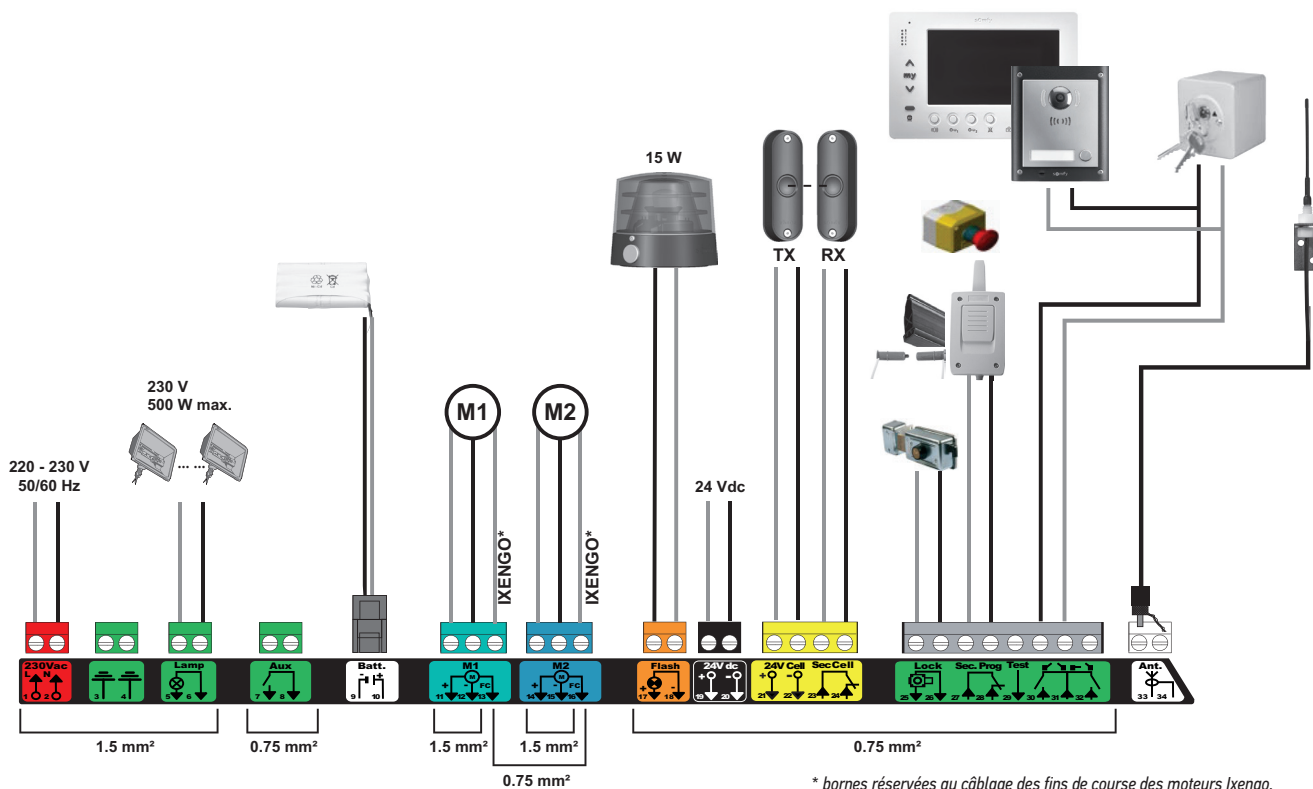 somfy
my
15 W
TX RX
230 V
500 W max.
M1
M2
220 - 230 V
50/60 Hz
24 Vdc
IXENGO*
IXENGO*
230Vac
L N
1 2
3 4
Lamp
5 6
Aux
7 8
Batt.
- +
9 10
M1
+ M - FC
11 12 13
M2
+ M - FC
14 15 16
Flash
+ -
17 18
24V dc
+ -
19 20
24V Cell Sec Cell
+ -
21 22 23 24
Lock Sec. Prog Test
25 26 27 28 29 30 31 32
Ant.
33 34
1.5 mm²
0.75 mm²
1.5 mm²
1.5 mm²
0.75 mm²
0.75 mm²
* bornes réservées au câblage des fins de course des moteurs Ixengo.